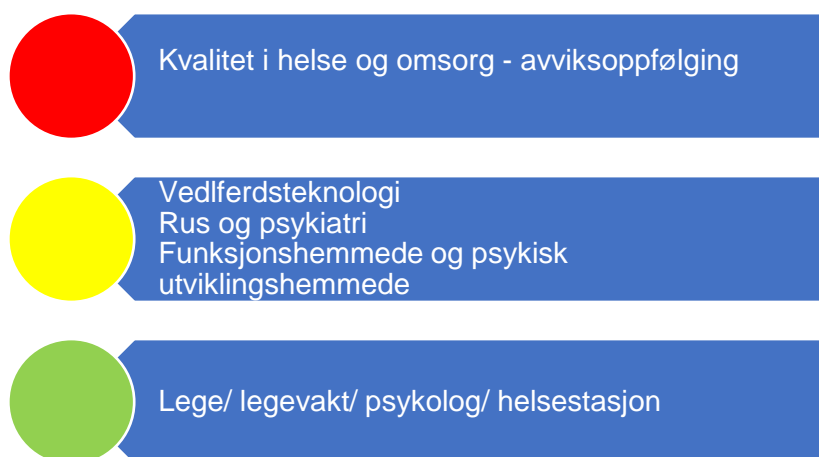 Kvalitet i helse og omsorg - avviksoppfølging
Vedlferdsteknologi
Rus og psykiatri
Funksjonshemmede og psykisk
utviklingshemmede
Lege/ legevakt/ psykolog/ helsestasjon